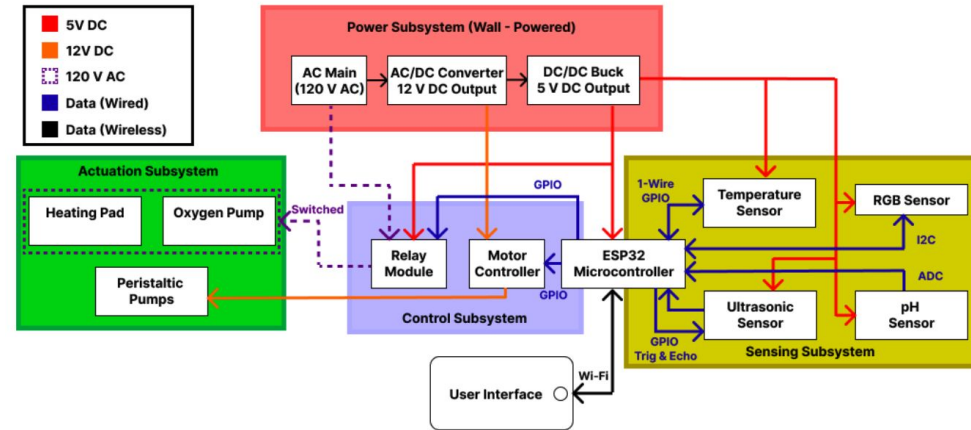 5V DC
12V DC
120 V AC
Data (Wired)
Data (Wireless)
Power Subsystem (Wall - Powered)
AC Main
(120 V AC)
AC/DC Converter
12 V DC Output
DC/DC Buck
5 V DC Output
Actuation Subsystem
Heating Pad
Oxygen Pump
Switched
Peristaltic
Pumps
GPIO
Relay
Module
Motor
Controller
GPIO
ESP32
Microcontroller
Control Subsystem
1-Wire
GPIO
Temperature
Sensor
RGB Sensor
I2C
ADC
Ultrasonic
Sensor
pH
Sensor
GPIO
Trig & Echo
Sensing Subsystem
Wi-Fi
User Interface